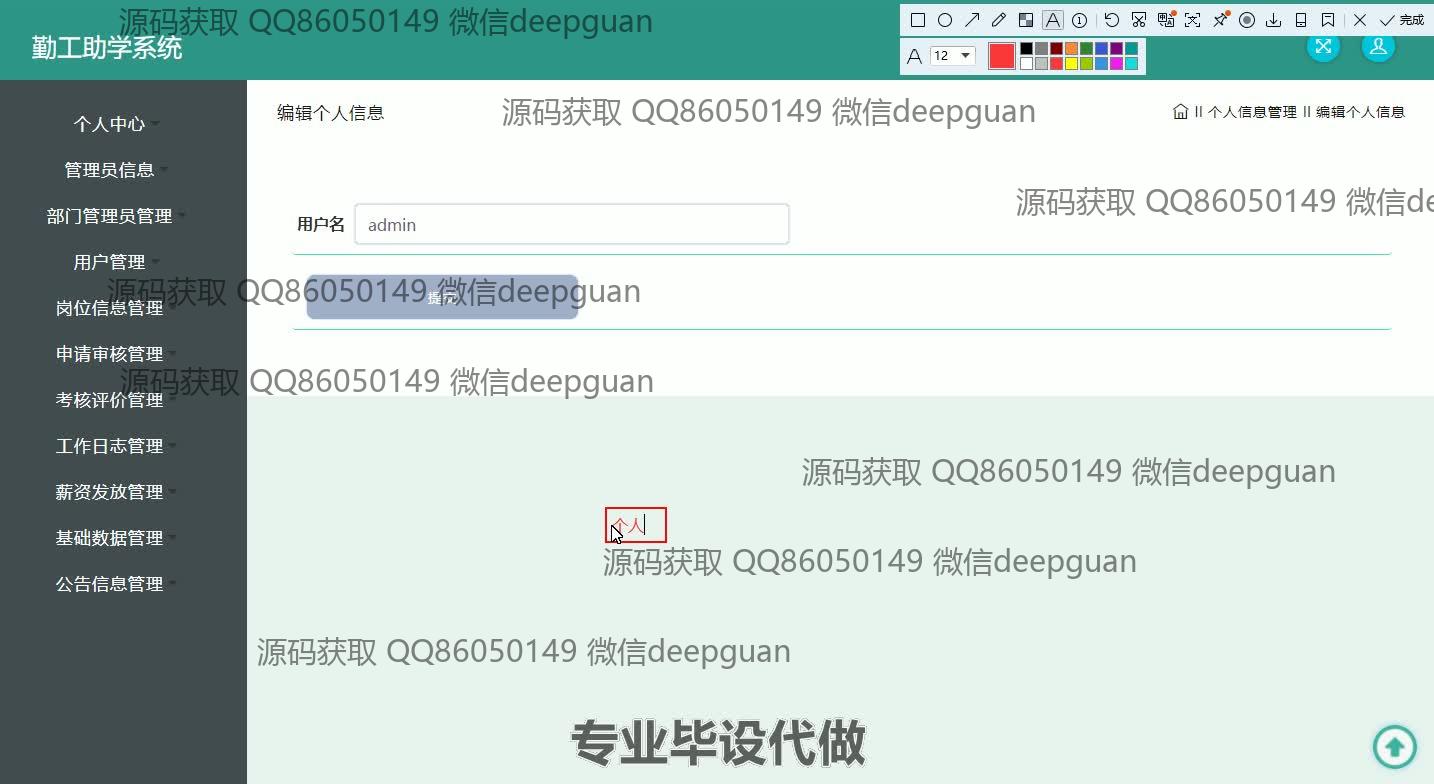 源码获取 QQ86050149 微信deepguan
勤工助学系统
完成
A 12
个人中心
管理员信息
部门管理员管理
用户管理
岗位信息管理
申请审核管理
考核评价管理
工作日志管理
薪资发放管理
基础数据管理
公告信息管理
编辑个人信息
源码获取 QQ86050149 微信deepguan
II 个人信息管理 II 编辑个人信息
源码获取 QQ86050149 微信de
用户名 admin
源码获取 QQ86050149 微信deepguan
提交
源码获取 QQ86050149 微信deepguan
源码获取 QQ86050149 微信deepguan
个人
源码获取 QQ86050149 微信deepguan
源码获取 QQ86050149 微信deepguan
专业毕设代做